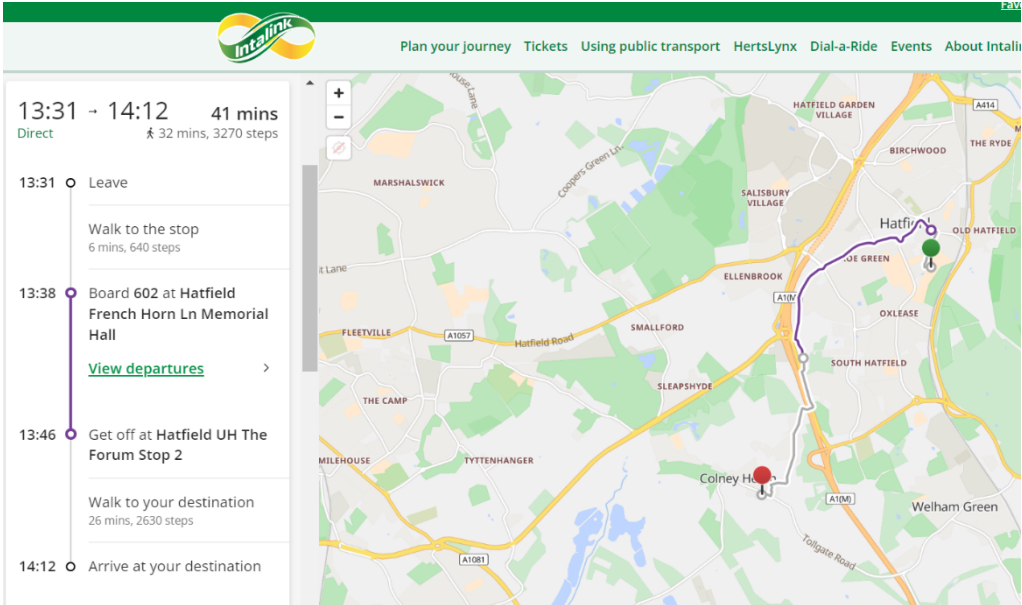 Intalink
Plan your journey Tickets Using public transport HertsLynx Dial-a-Ride Events
13:31 - 14:12 41 mins
Direct 32 mins, 3270 steps
13:31 Leave
Walk to the stop
6 mins, 640 steps
13:38 Board 602 at Hatfield
French Horn Ln Memorial
Hall
View departures >
13:46 Get off at Hatfield UH The
Forum Stop 2
Walk to your destination
26 mins, 2630 steps
14:12 Arrive at your destination
+
−
Coopers Green Ln.
MARSHALSWICK
HATFIELD GARDEN
VILLAGE
A414
BIRCHWOOD
THE RYDE
SALISBURY
VILLAGE
OLD HATFIELD
ELLENBROOK
OXLEASE
FLEETVILLE
A1057
Hatfield Road
SMALLFORD
SOUTH HATFIELD
SLEAPSHYDE
THE CAMP
TYTTENHANGER
A1(M)
Welham Green
Tollgate Road
A1081